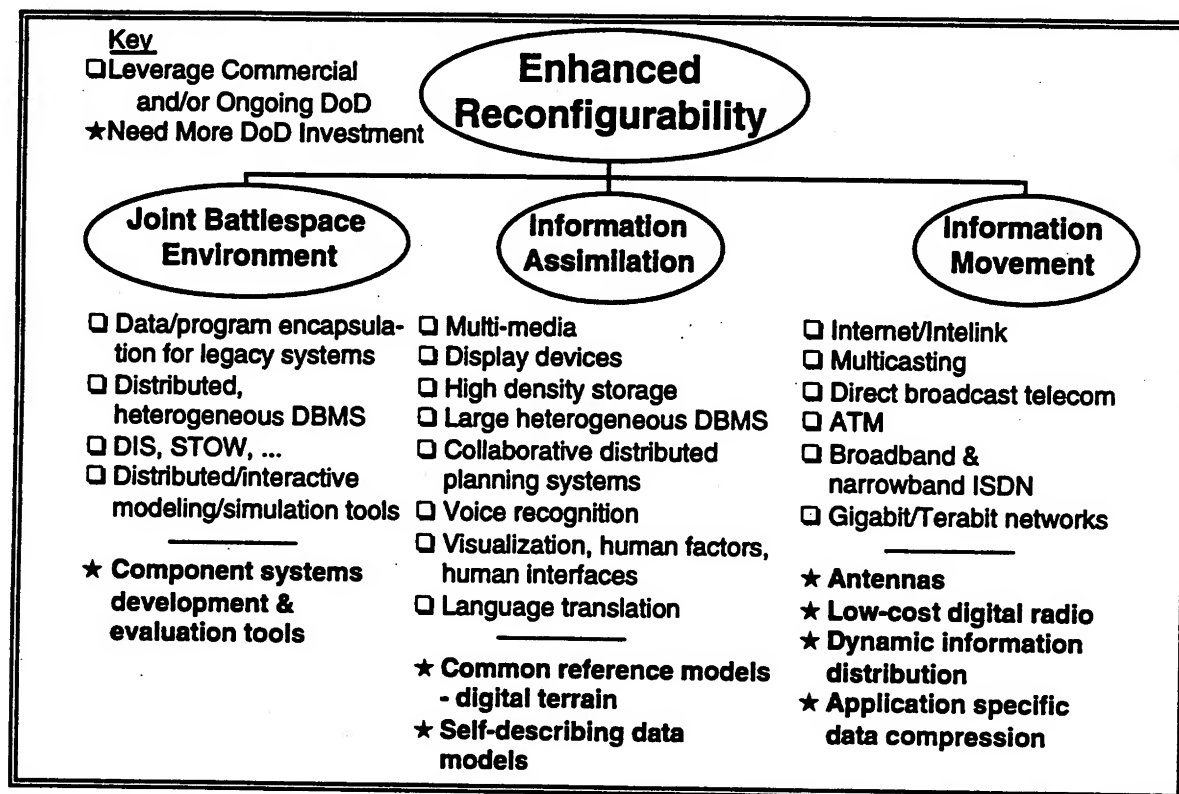 Key
❑Leverage Commercial
and/or Ongoing DoD
★Need More DoD Investment
Enhanced
Reconfigurability
Joint Battlespace
Environment
❑ Data/program encapsula-
tion for legacy systems
❑ Distributed,
heterogeneous DBMS
❑ DIS, STOW, ...
❑ Distributed/interactive
modeling/simulation tools
★ Component systems
development &
evaluation tools
Information
Assimilation
❑ Multi-media
❑ Display devices
❑ High density storage
❑ Large heterogeneous DBMS
❑ Collaborative distributed
planning systems
❑ Voice recognition
❑ Visualization, human factors,
human interfaces
❑ Language translation
★ Common reference models
- digital terrain
★ Self-describing data
models
Information
Movement
❑ Internet/Intelink
❑ Multicasting
❑ Direct broadcast telecom
❑ ATM
❑ Broadband &
narrowband ISDN
❑ Gigabit/Terabit networks
★ Antennas
★ Low-cost digital radio
★ Dynamic information
distribution
★ Application specific
data compression